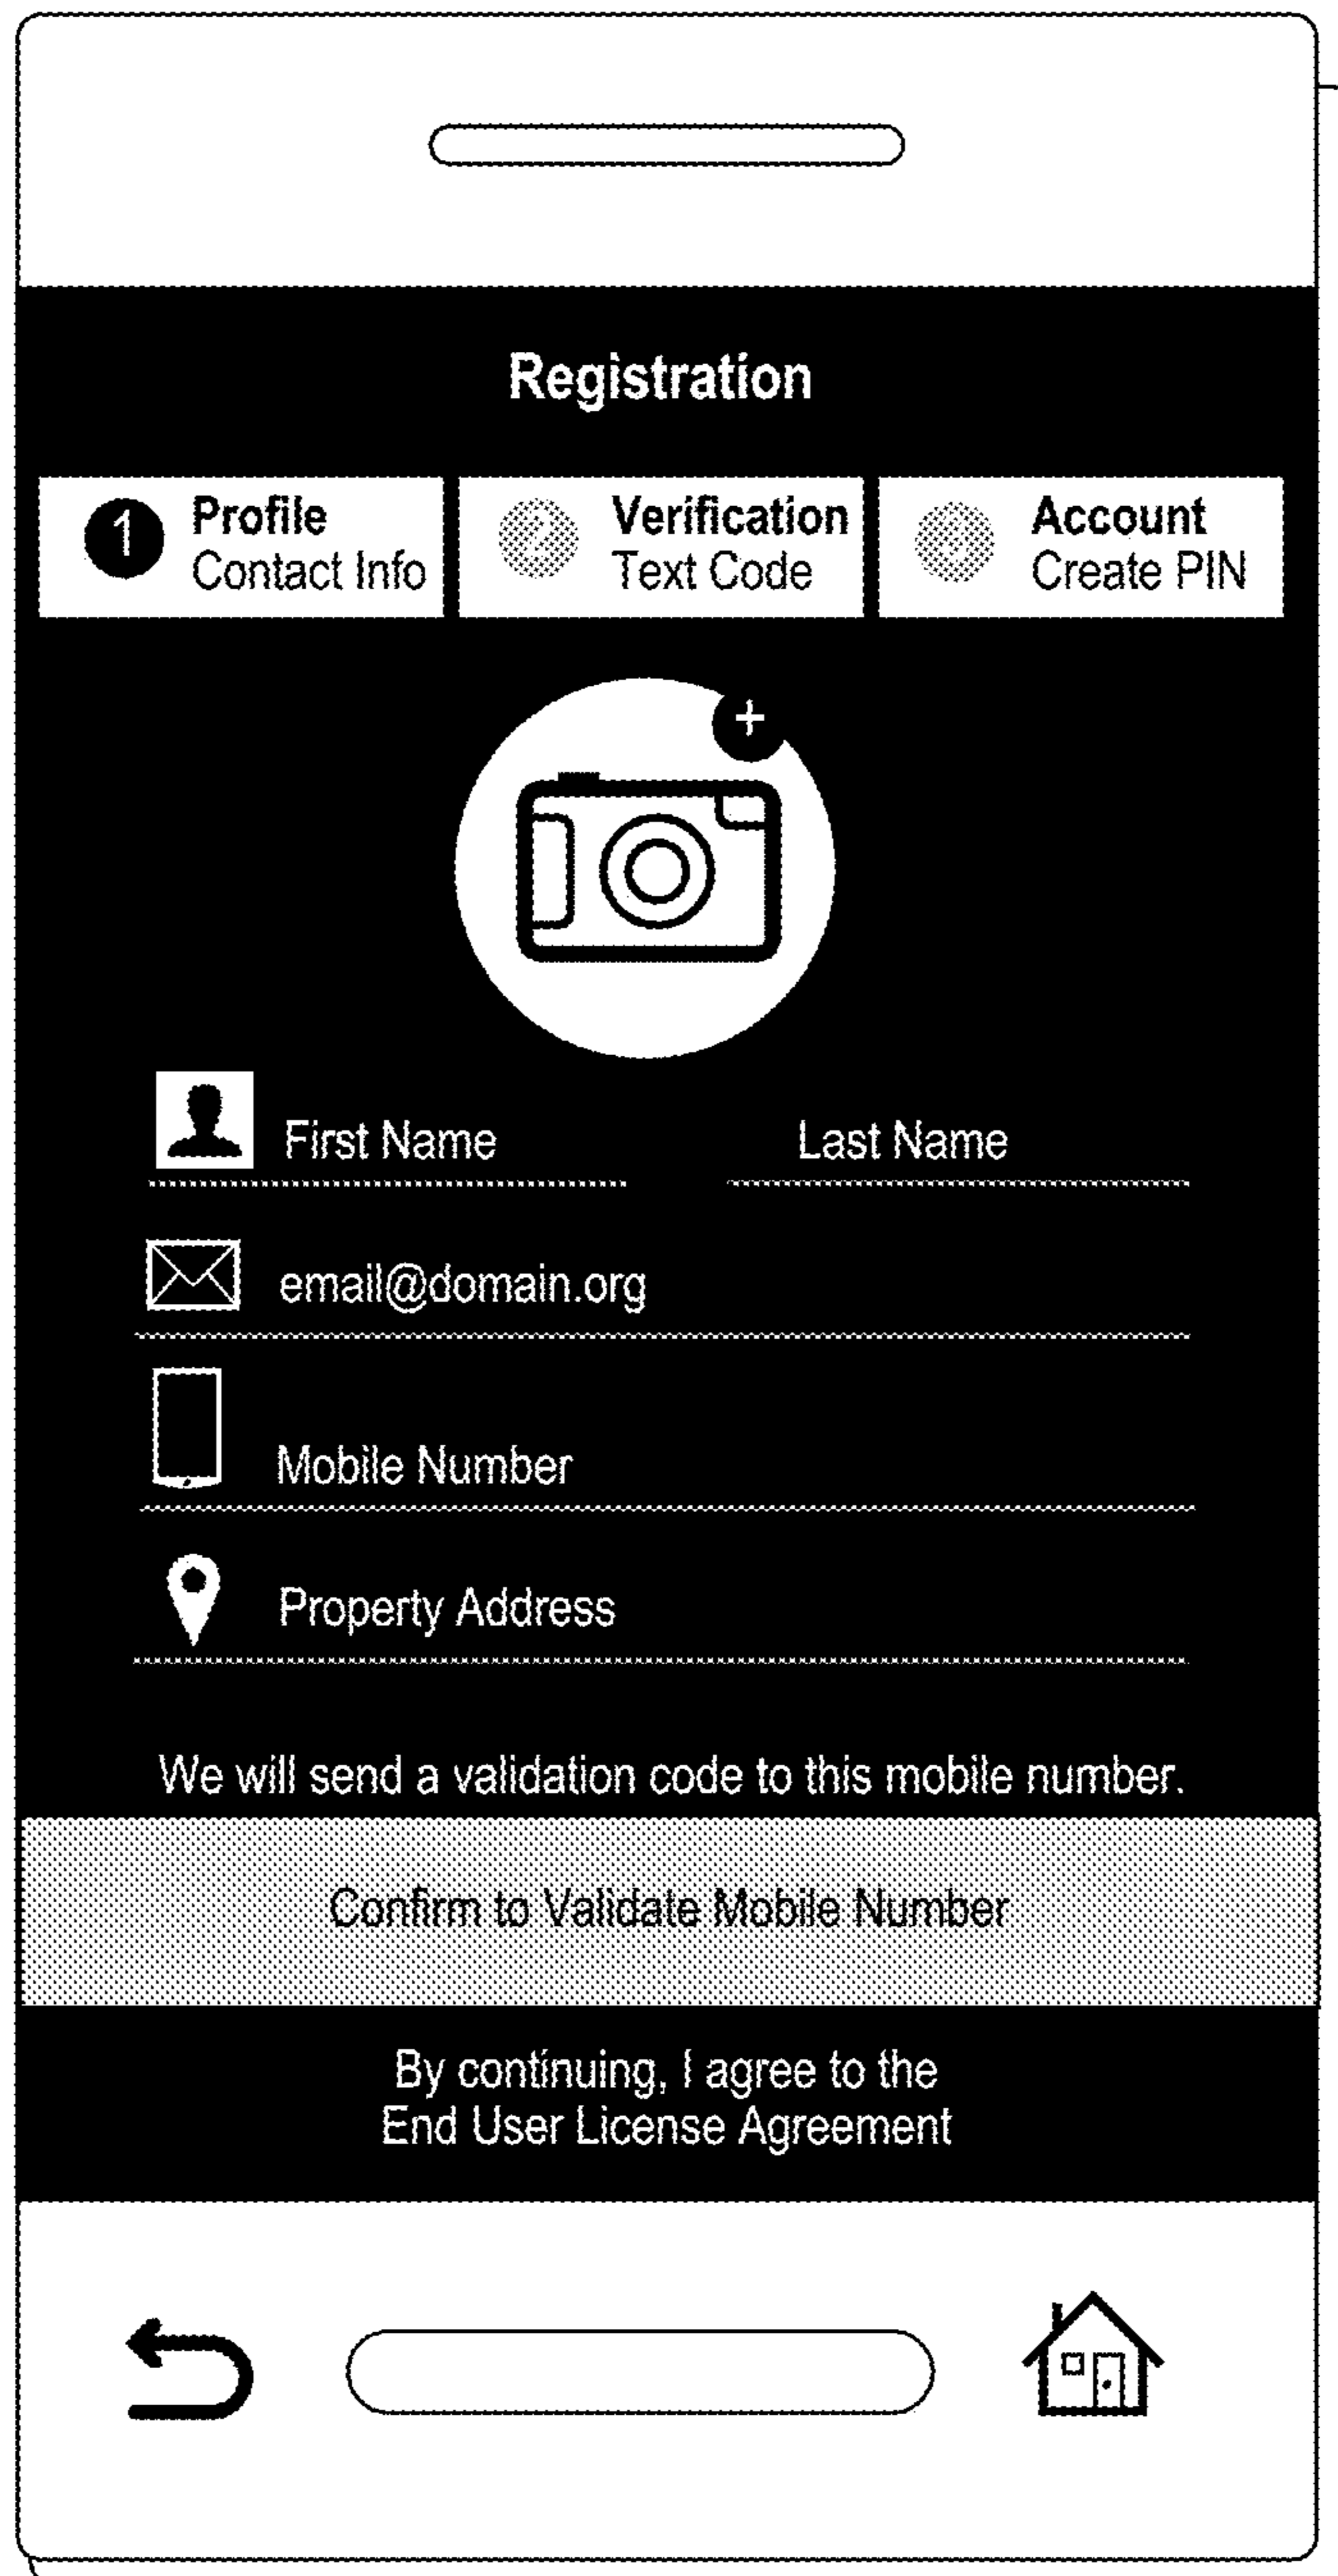 Registration
1 Profile
Contact Info
2 Verification
Text Code
3 Account
Create PIN
+
First Name Last Name
email@domain.org
Mobile Number
Property Address
We will send a validation code to this mobile number.
Confirm to Validate Mobile Number
By continuing, I agree to the
End User License Agreement